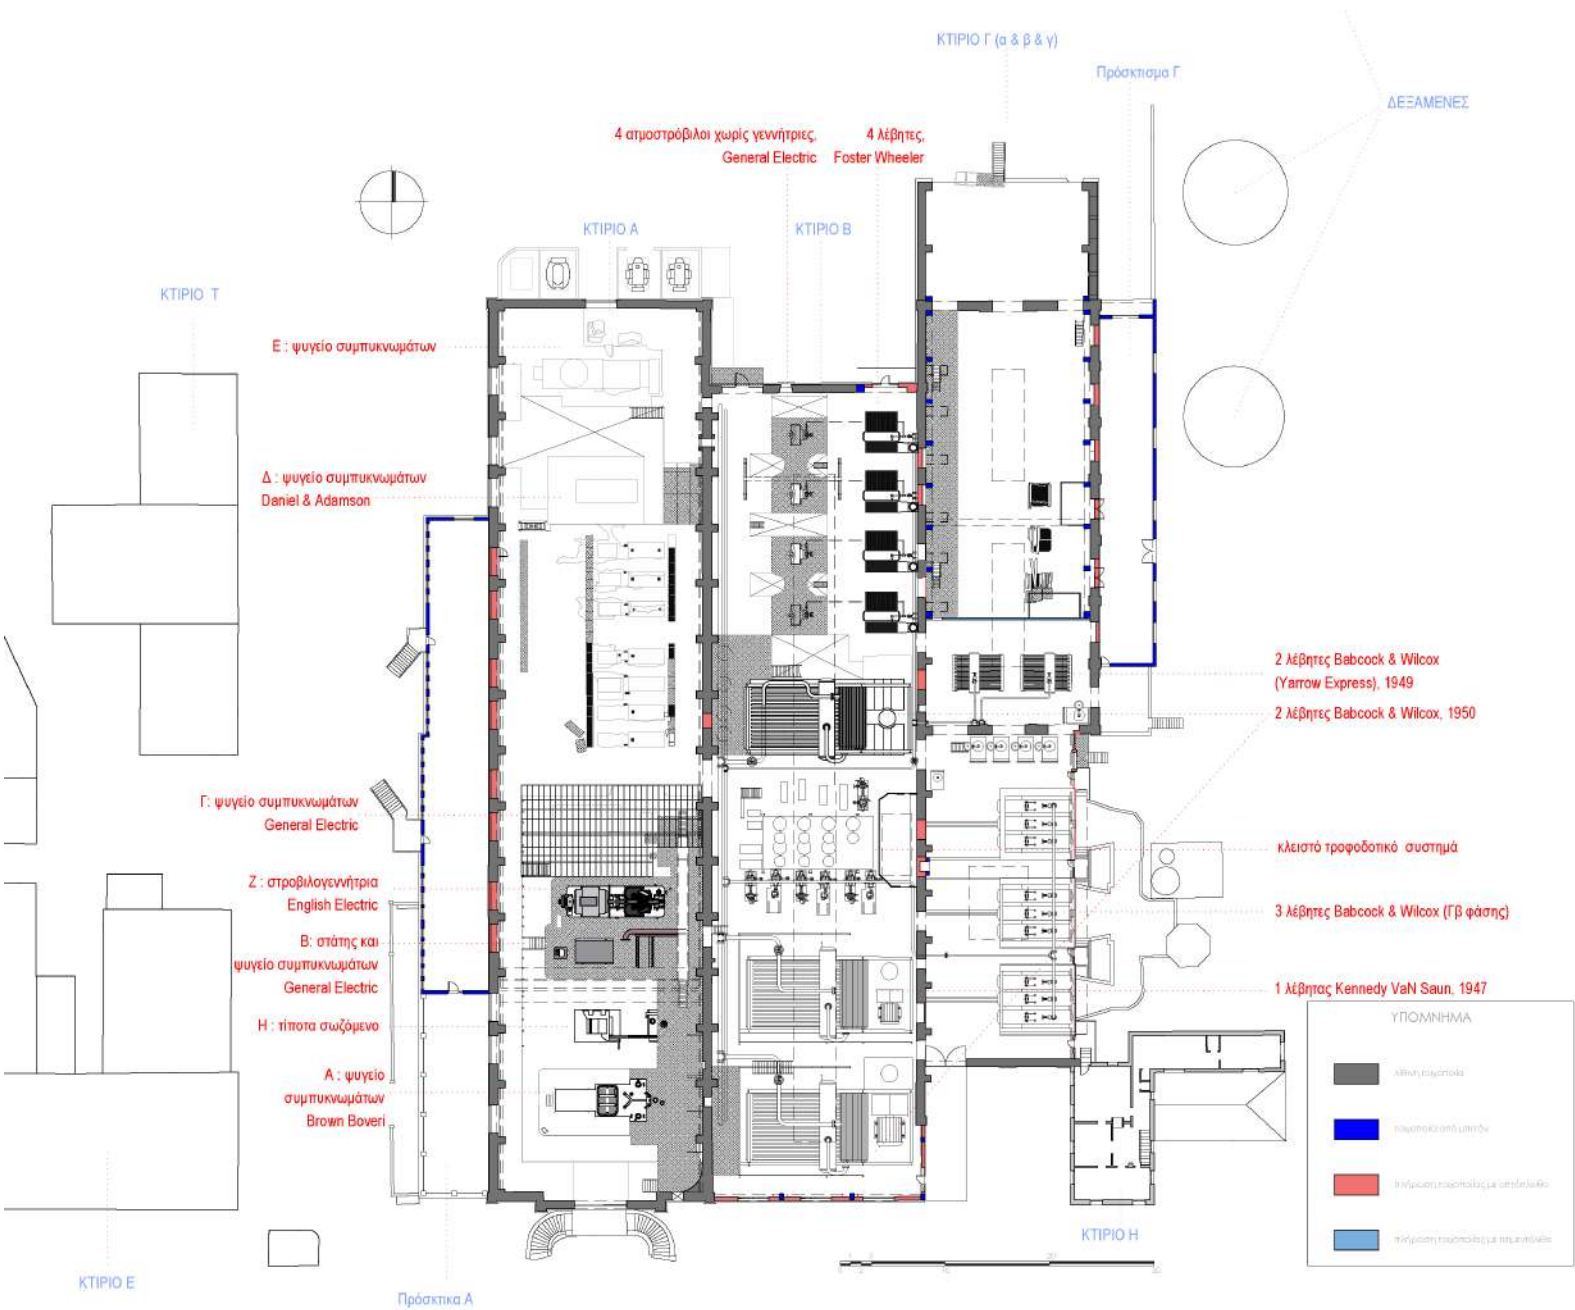 ΚΤΙΡΙΟ Γ (α & β & γ)
Πρόσκτισμα Γ
ΔΕΞΑΜΕΝΕΣ
4 ατμοστρόβιλοι χωρίς γεννήτριες,
General Electric
4 λέβητες,
Foster Wheeler
ΚΤΙΡΙΟ Α
ΚΤΙΡΙΟ Β
ΚΤΙΡΙΟ Τ
Ε : ψυγείο συμπυκνωμάτων
Δ : ψυγείο συμπυκνωμάτων
Daniel & Adamson
2 λέβητες Babcock & Wilcox
(Yarrow Express), 1949
2 λέβητες Babcock & Wilcox, 1950
Γ: ψυγείο συμπυκνωμάτων
General Electric
κλειστό τροφοδοτικό συστημά
Ζ : στροβιλογεννήτρια
English Electric
3 λέβητες Babcock & Wilcox (Γβ φάσης)
Β: στάτης και
ψυγείο συμπυκνωμάτων
General Electric
1 λέβητας Kennedy VaN Saun, 1947
Η : τίποτα σωζόμενο
Α : ψυγείο
συμπυκνωμάτων
Brown Boveri
ΥΠΟΜΝΗΜΑ
ΚΤΙΡΙΟ Η
ΚΤΙΡΙΟ Ε
Πρόσκτικα Α